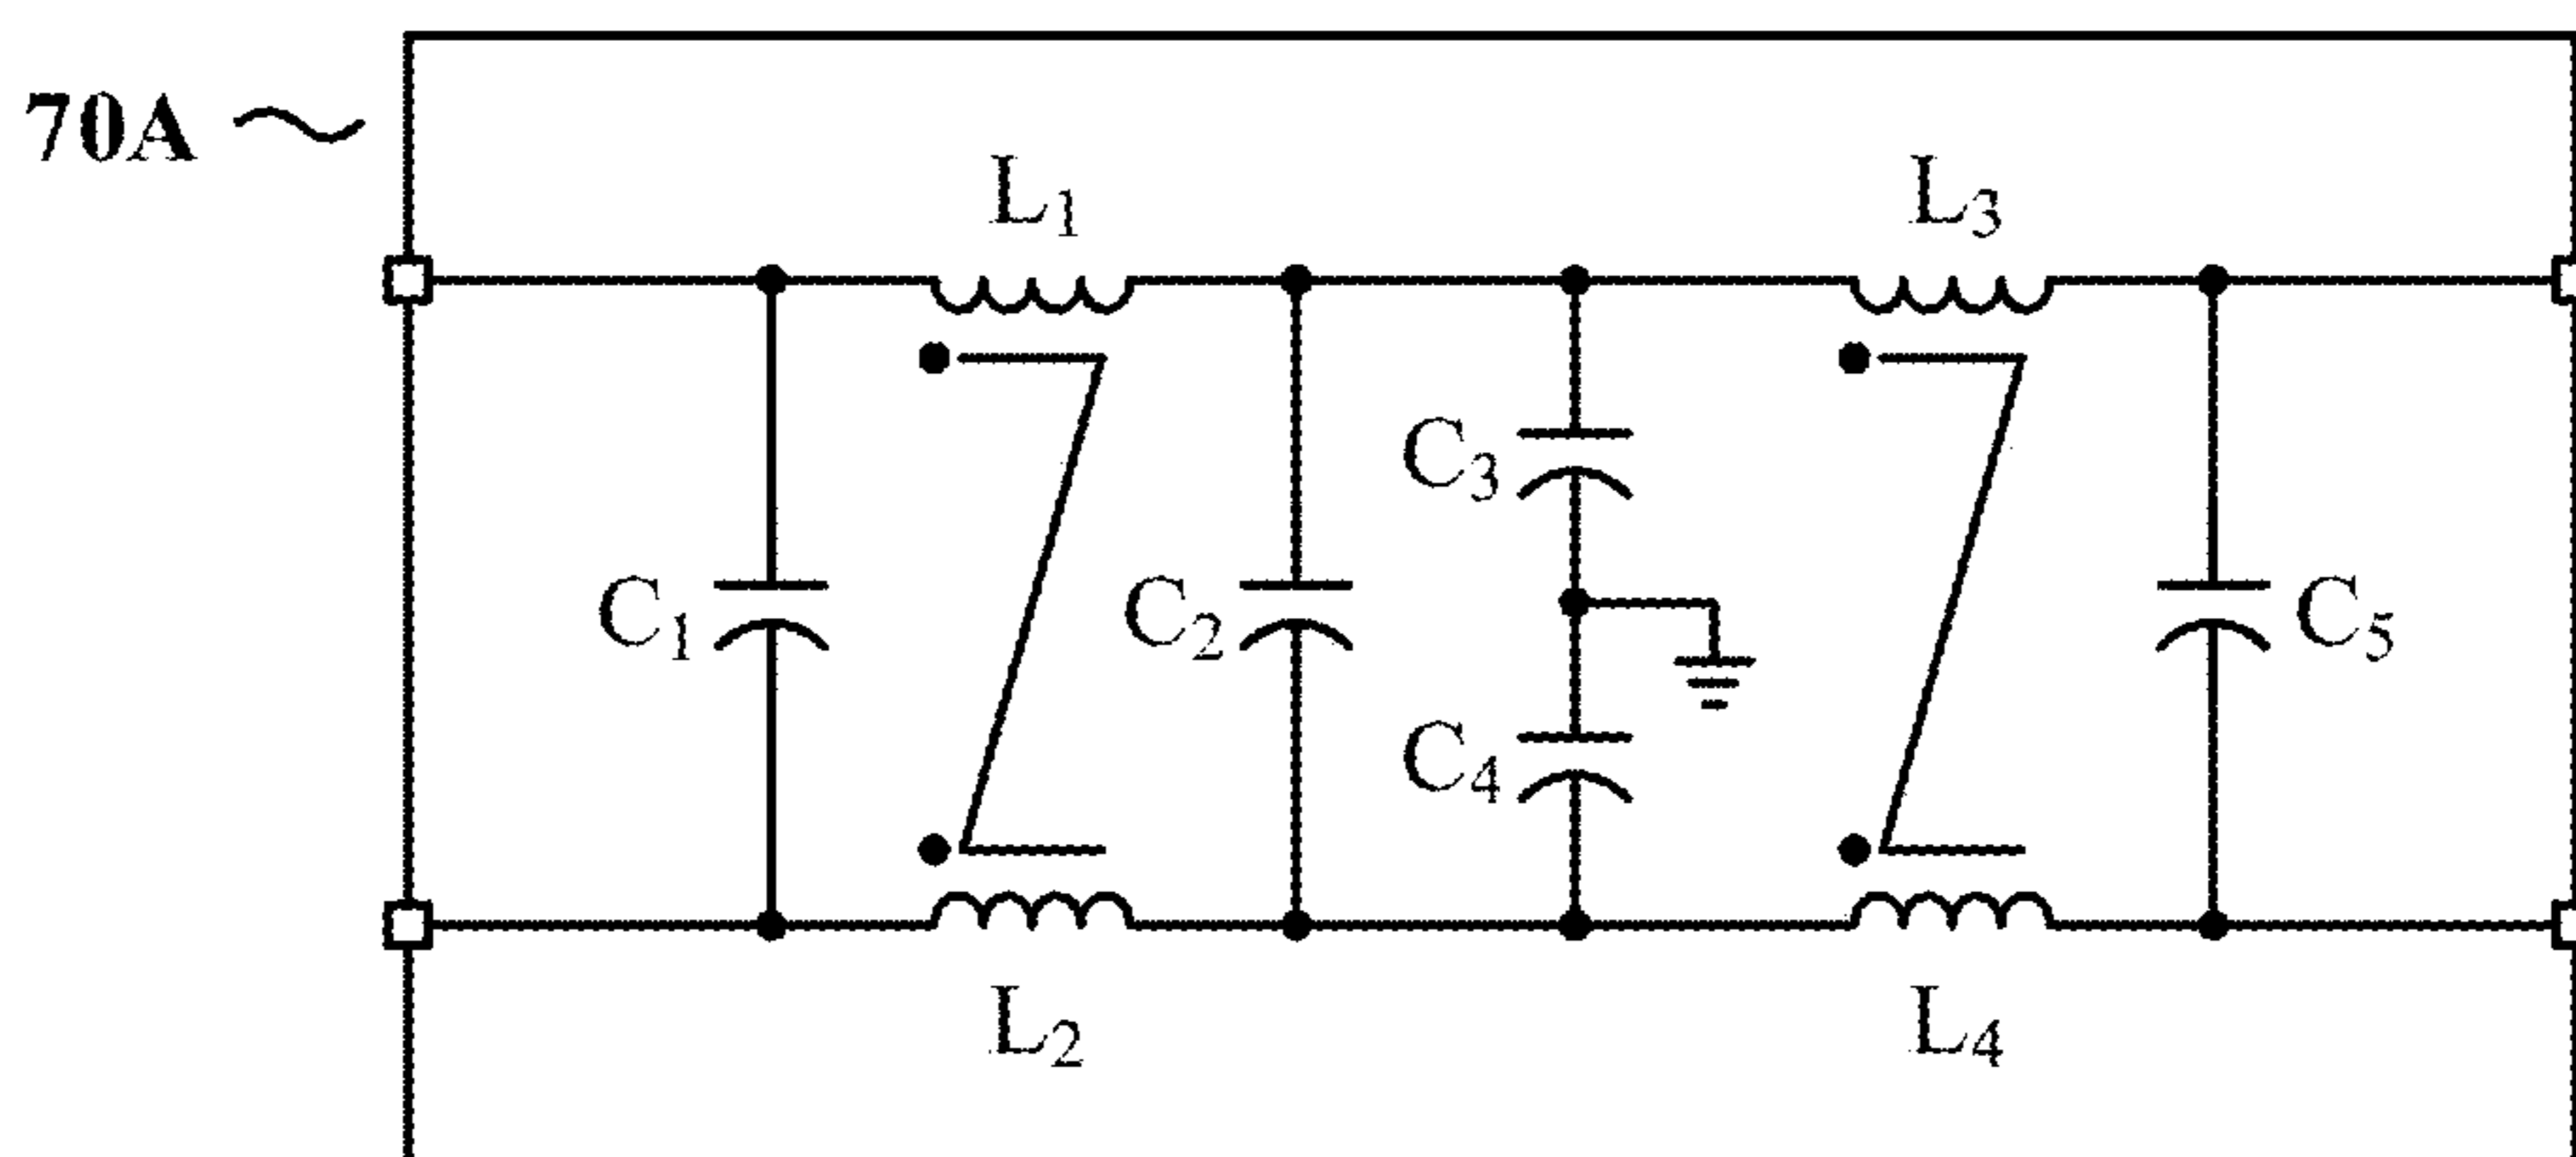 70A
L₁
L₃
C₃
C₁
C₂
C₅
C₄
L₂
L₄